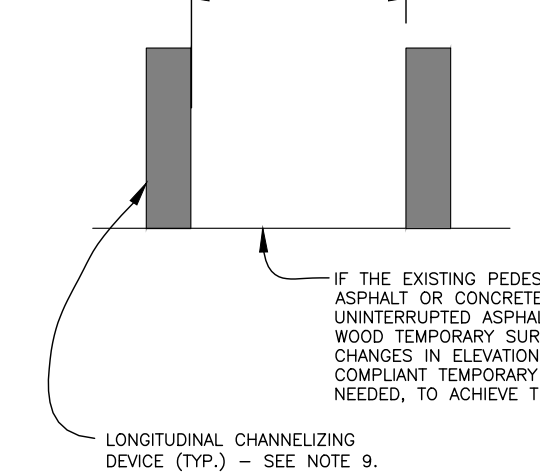 IF THE EXISTING PEDES
ASPHALT OR CONCRETE
UNINTERRUPTED ASPHAL
WOOD TEMPORARY SUR
CHANGES IN ELEVATION
COMPLIANT TEMPORARY
NEEDED, TO ACHIEVE T
LONGITUDINAL CHANNELIZING
DEVICE (TYP.) – SEE NOTE 9.